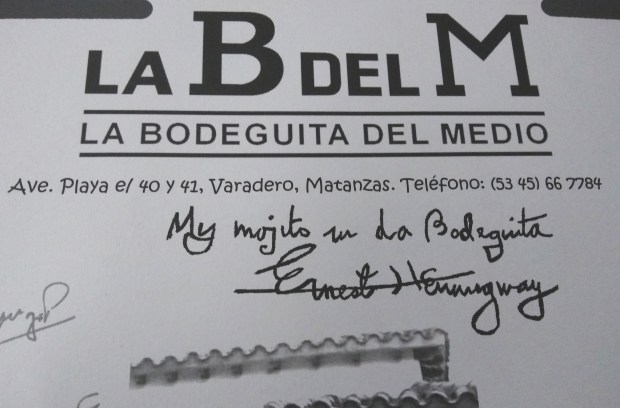 LA B DEL M
LA BODEGUITA DEL MEDIO
Ave. Playa e/ 40 y 41, Varadero, Matanzas. Teléfono: (53 45) 66 7784
My mojito in La Bodeguita
Ernest Hemingway